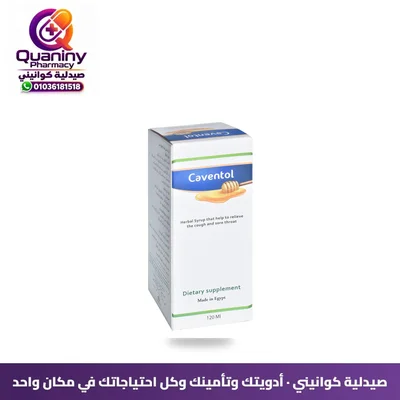 Quaniny
Pharmacy
صيدلية كوانيني
01036181518
Caventol
Herbal Syrup that help to relieve
the cough and sore throat
Dietary supplement
Made in Egypt
120 Ml
صيدلية كوانيني - أدويتك وتأمينك وكل احتياجاتك في مكان واحد